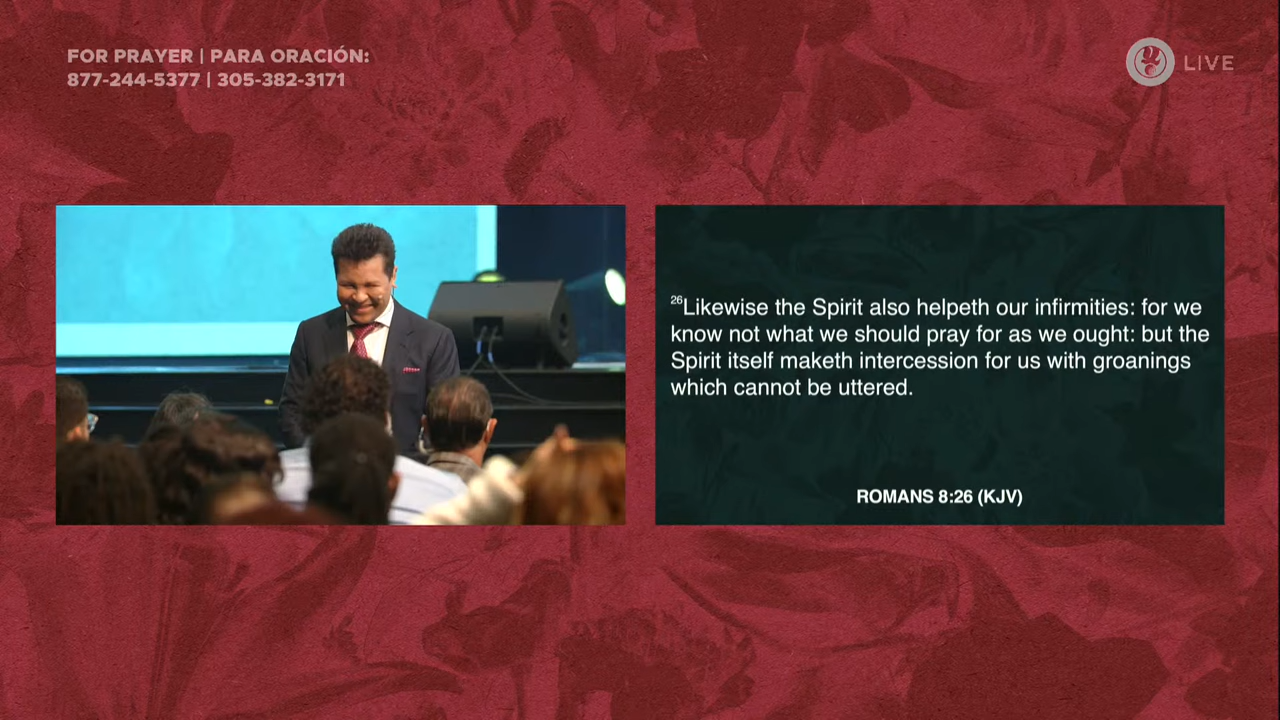 FOR PRAYER | PARA ORACIÓN:
877-244-5377 | 305-382-3171
LIVE
26Likewise the Spirit also helpeth our infirmities: for we
know not what we should pray for as we ought: but the
Spirit itself maketh intercession for us with groanings
which cannot be uttered.
ROMANS 8:26 (KJV)